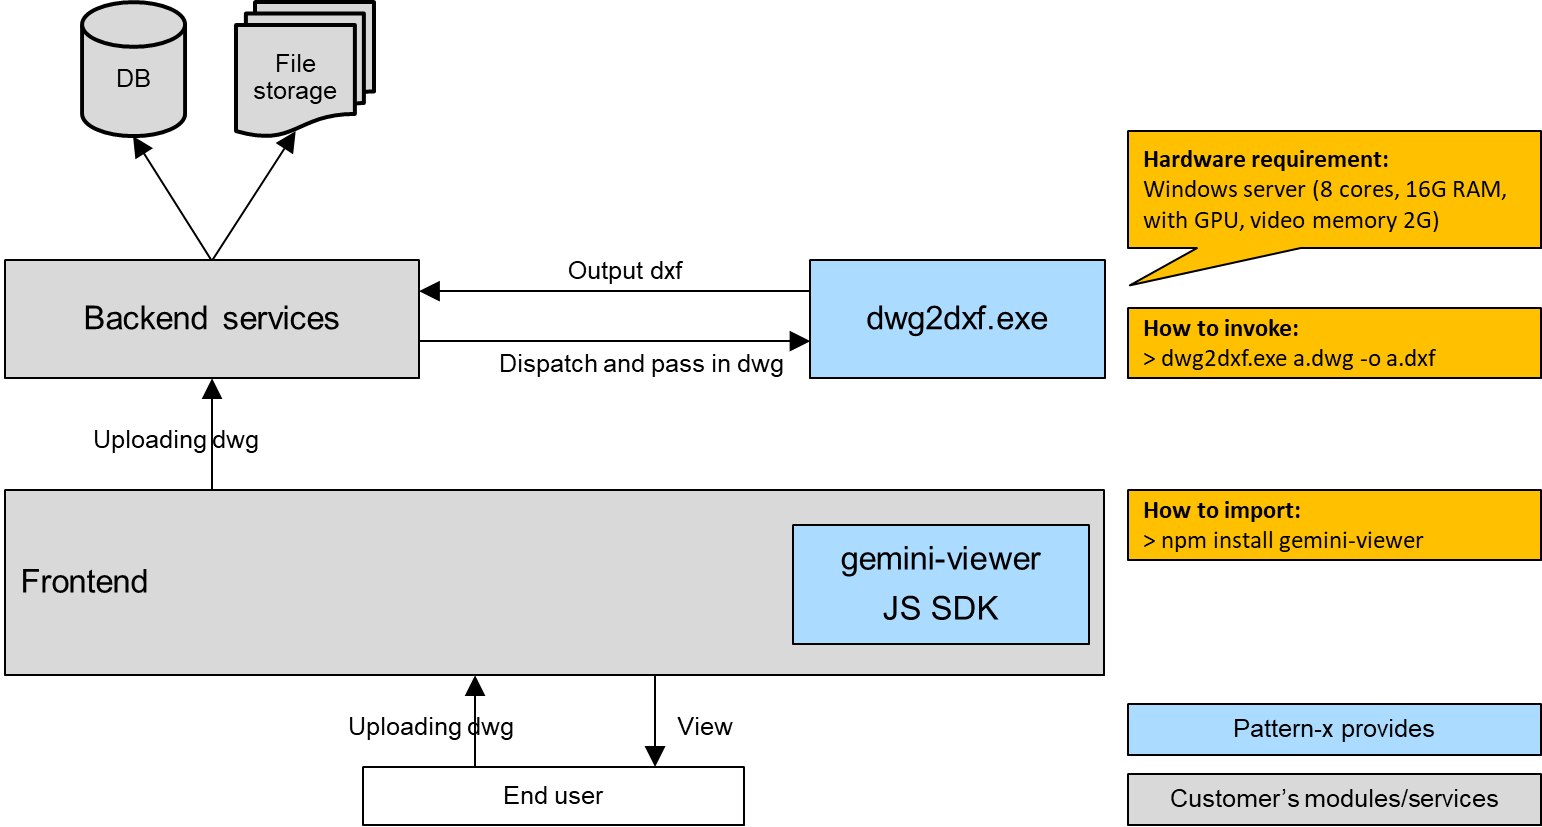 DB
File
storage
Hardware requirement:
Windows server (8 cores, 16G RAM,
with GPU, video memory 2G)
Output dxf
Backend services
dwg2dxf.exe
How to invoke:
> dwg2dxf.exe a.dwg -o a.dxf
Dispatch and pass in dwg
Uploading dwg
How to import:
> npm install gemini-viewer
gemini-viewer
JS SDK
Frontend
Uploading dwg
View
Pattern-x provides
End user
Customer’s modules/services